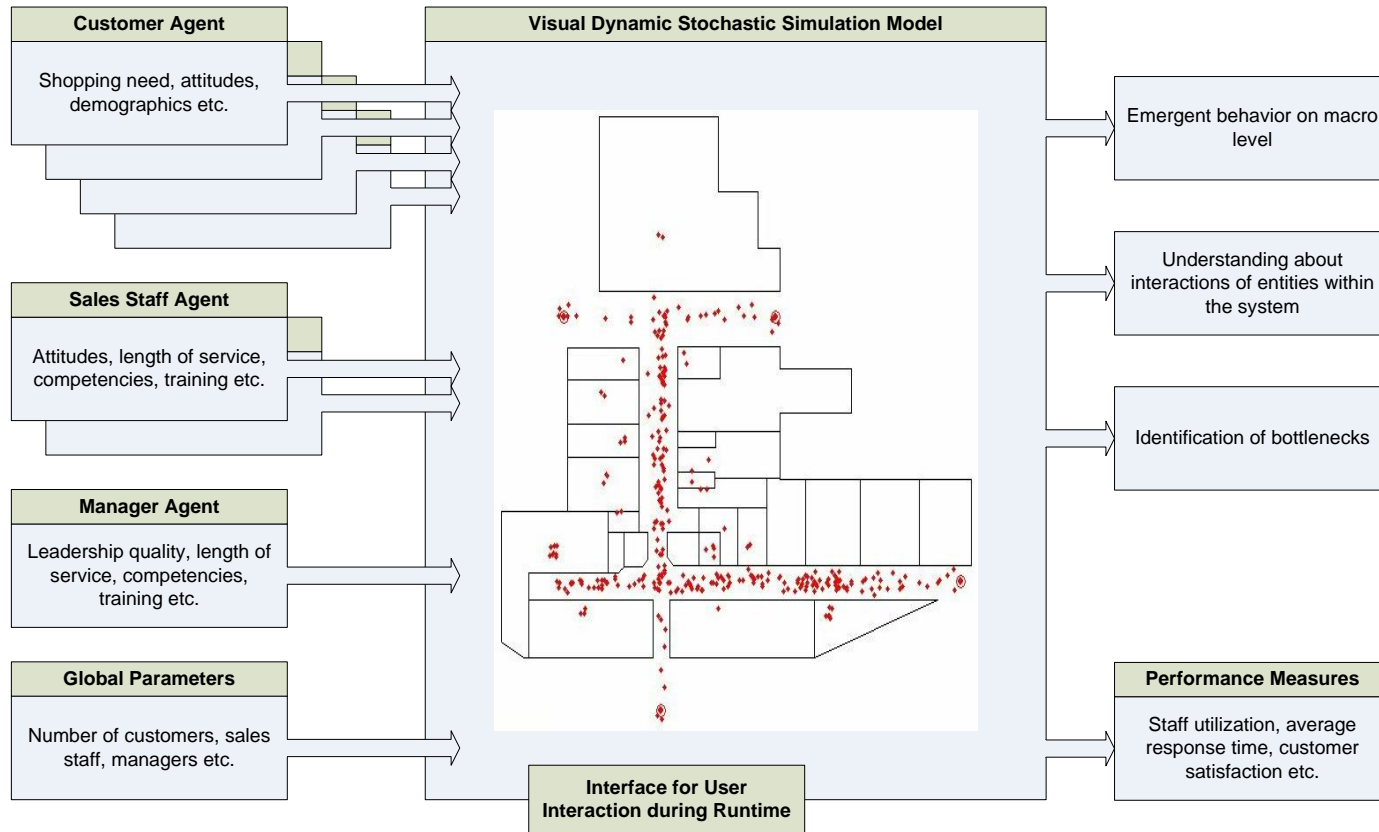 Customer Agent
Shopping need, attitudes,
demographics etc.
Sales Staff Agent
Attitudes, length of service,
competencies, training etc.
Manager Agent
Leadership quality, length of
service, competencies,
training etc.
Global Parameters
Number of customers, sales
staff, managers etc.
Visual Dynamic Stochastic Simulation Model
Interface for User
Interaction during Runtime
Emergent behavior on macro
level
Understanding about
interactions of entities within
the system
Identification of bottlenecks
Performance Measures
Staff utilization, average
response time, customer
satisfaction etc.